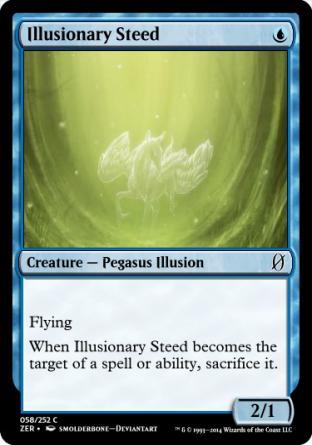 Illusionary Steed
Creature — Pegasus Illusion
Flying
When Illusionary Steed becomes the
target of a spell or ability, sacrifice it.
2/1
058/252 C
ZER • SMOLDERBONE—DEVIANTART
™ & © 1993–2014 Wizards of the Coast LLC